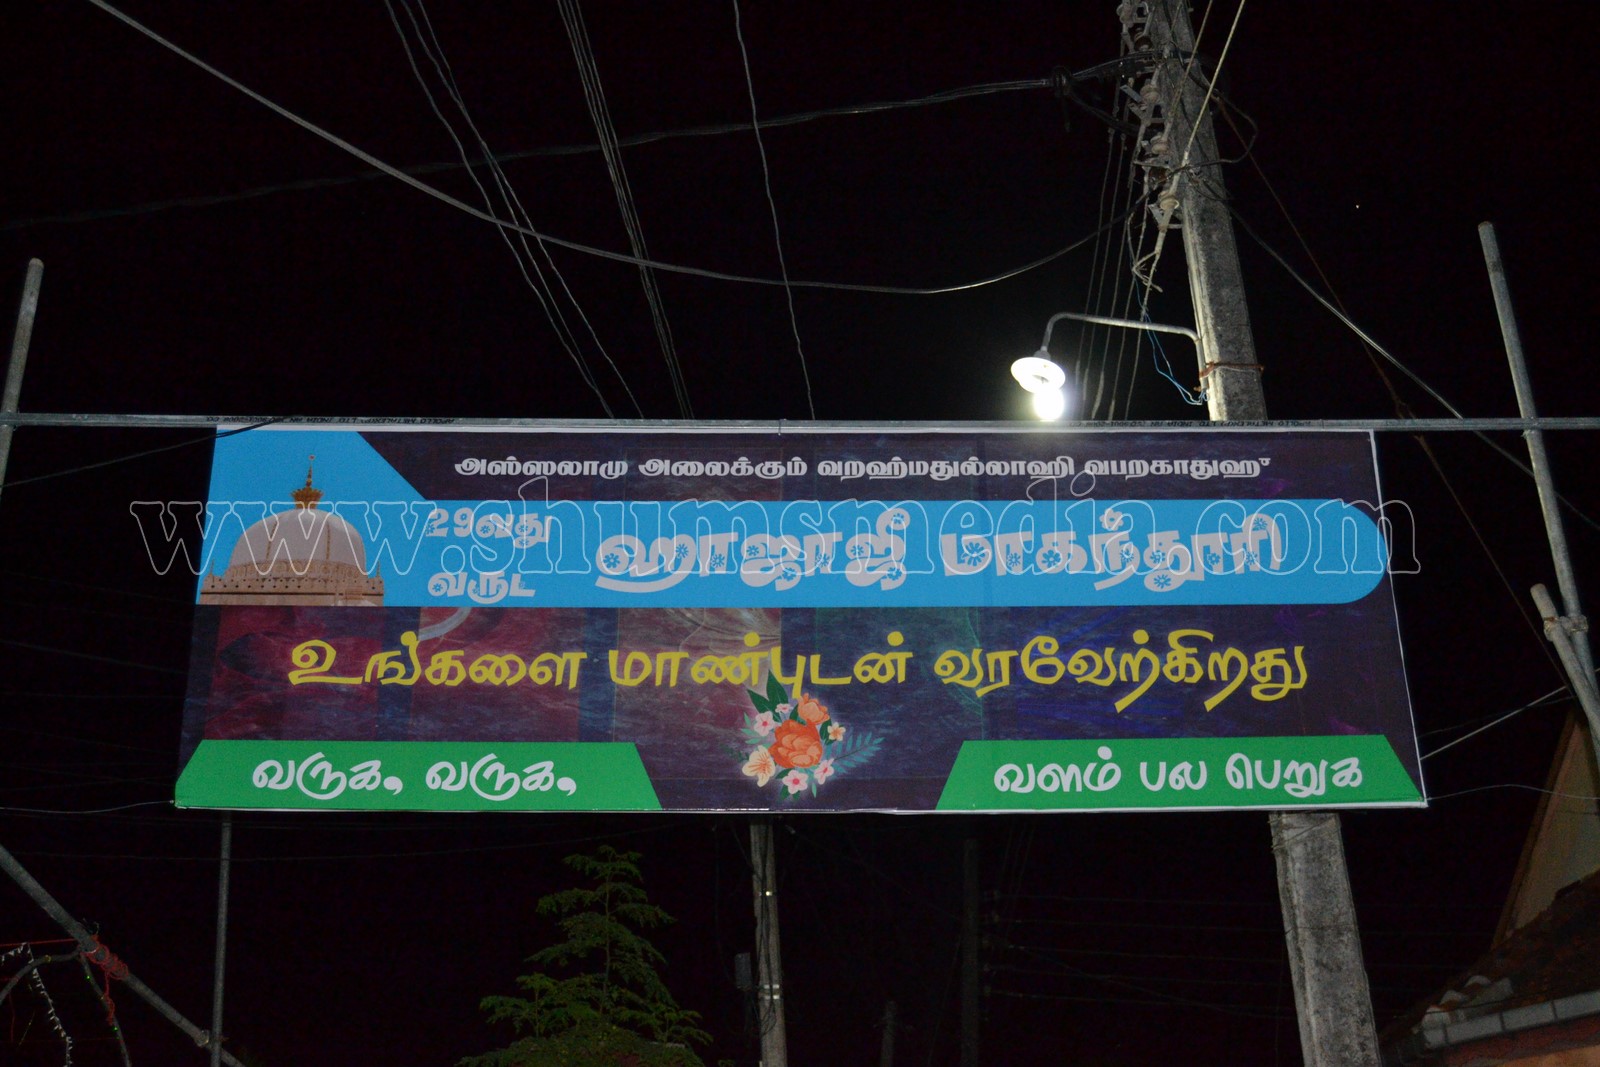 அஸ்ஸலாமு அலைக்கும் வறஹ்மதுல்லாஹி வபறகாதுஹு
29வது
வருட
ஹாஜாஜீ மாகந்தூரி
உங்களை மாண்புடன் வரவேற்கிறது
வருக, வருக,
வளம் பல பெறுக
www.shumsmedia.com